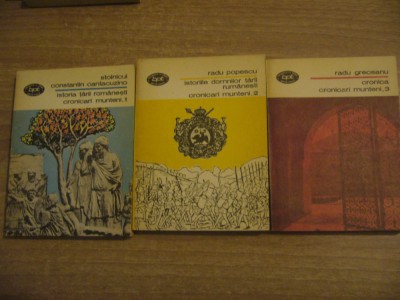 bpt
stolnicul
constantin cantacuzino
istoria țării românești
cronicari munteni, 1
bpt
radu popescu
istoriile domnilor țării
rumânești
cronicari munteni, 2
bpt
radu greceanu
cronica
cronicari munteni, 3